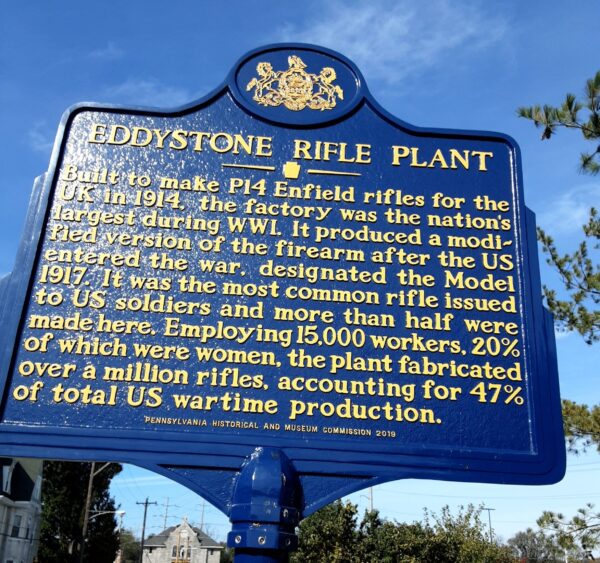 EDDYSTONE RIFLE PLANT
Built to make P14 Enfield rifles for the
UK in 1914, the factory was the nation's
largest during WWI. It produced a modi-
fied version of the firearm after the US
entered the war, designated the Model
1917. It was the most common rifle issued
to US soldiers and more than half were
made here. Employing 15,000 workers, 20%
of which were women, the plant fabricated
over a million rifles, accounting for 47%
of total US wartime production.
PENNSYLVANIA HISTORICAL AND MUSEUM COMMISSION 2019